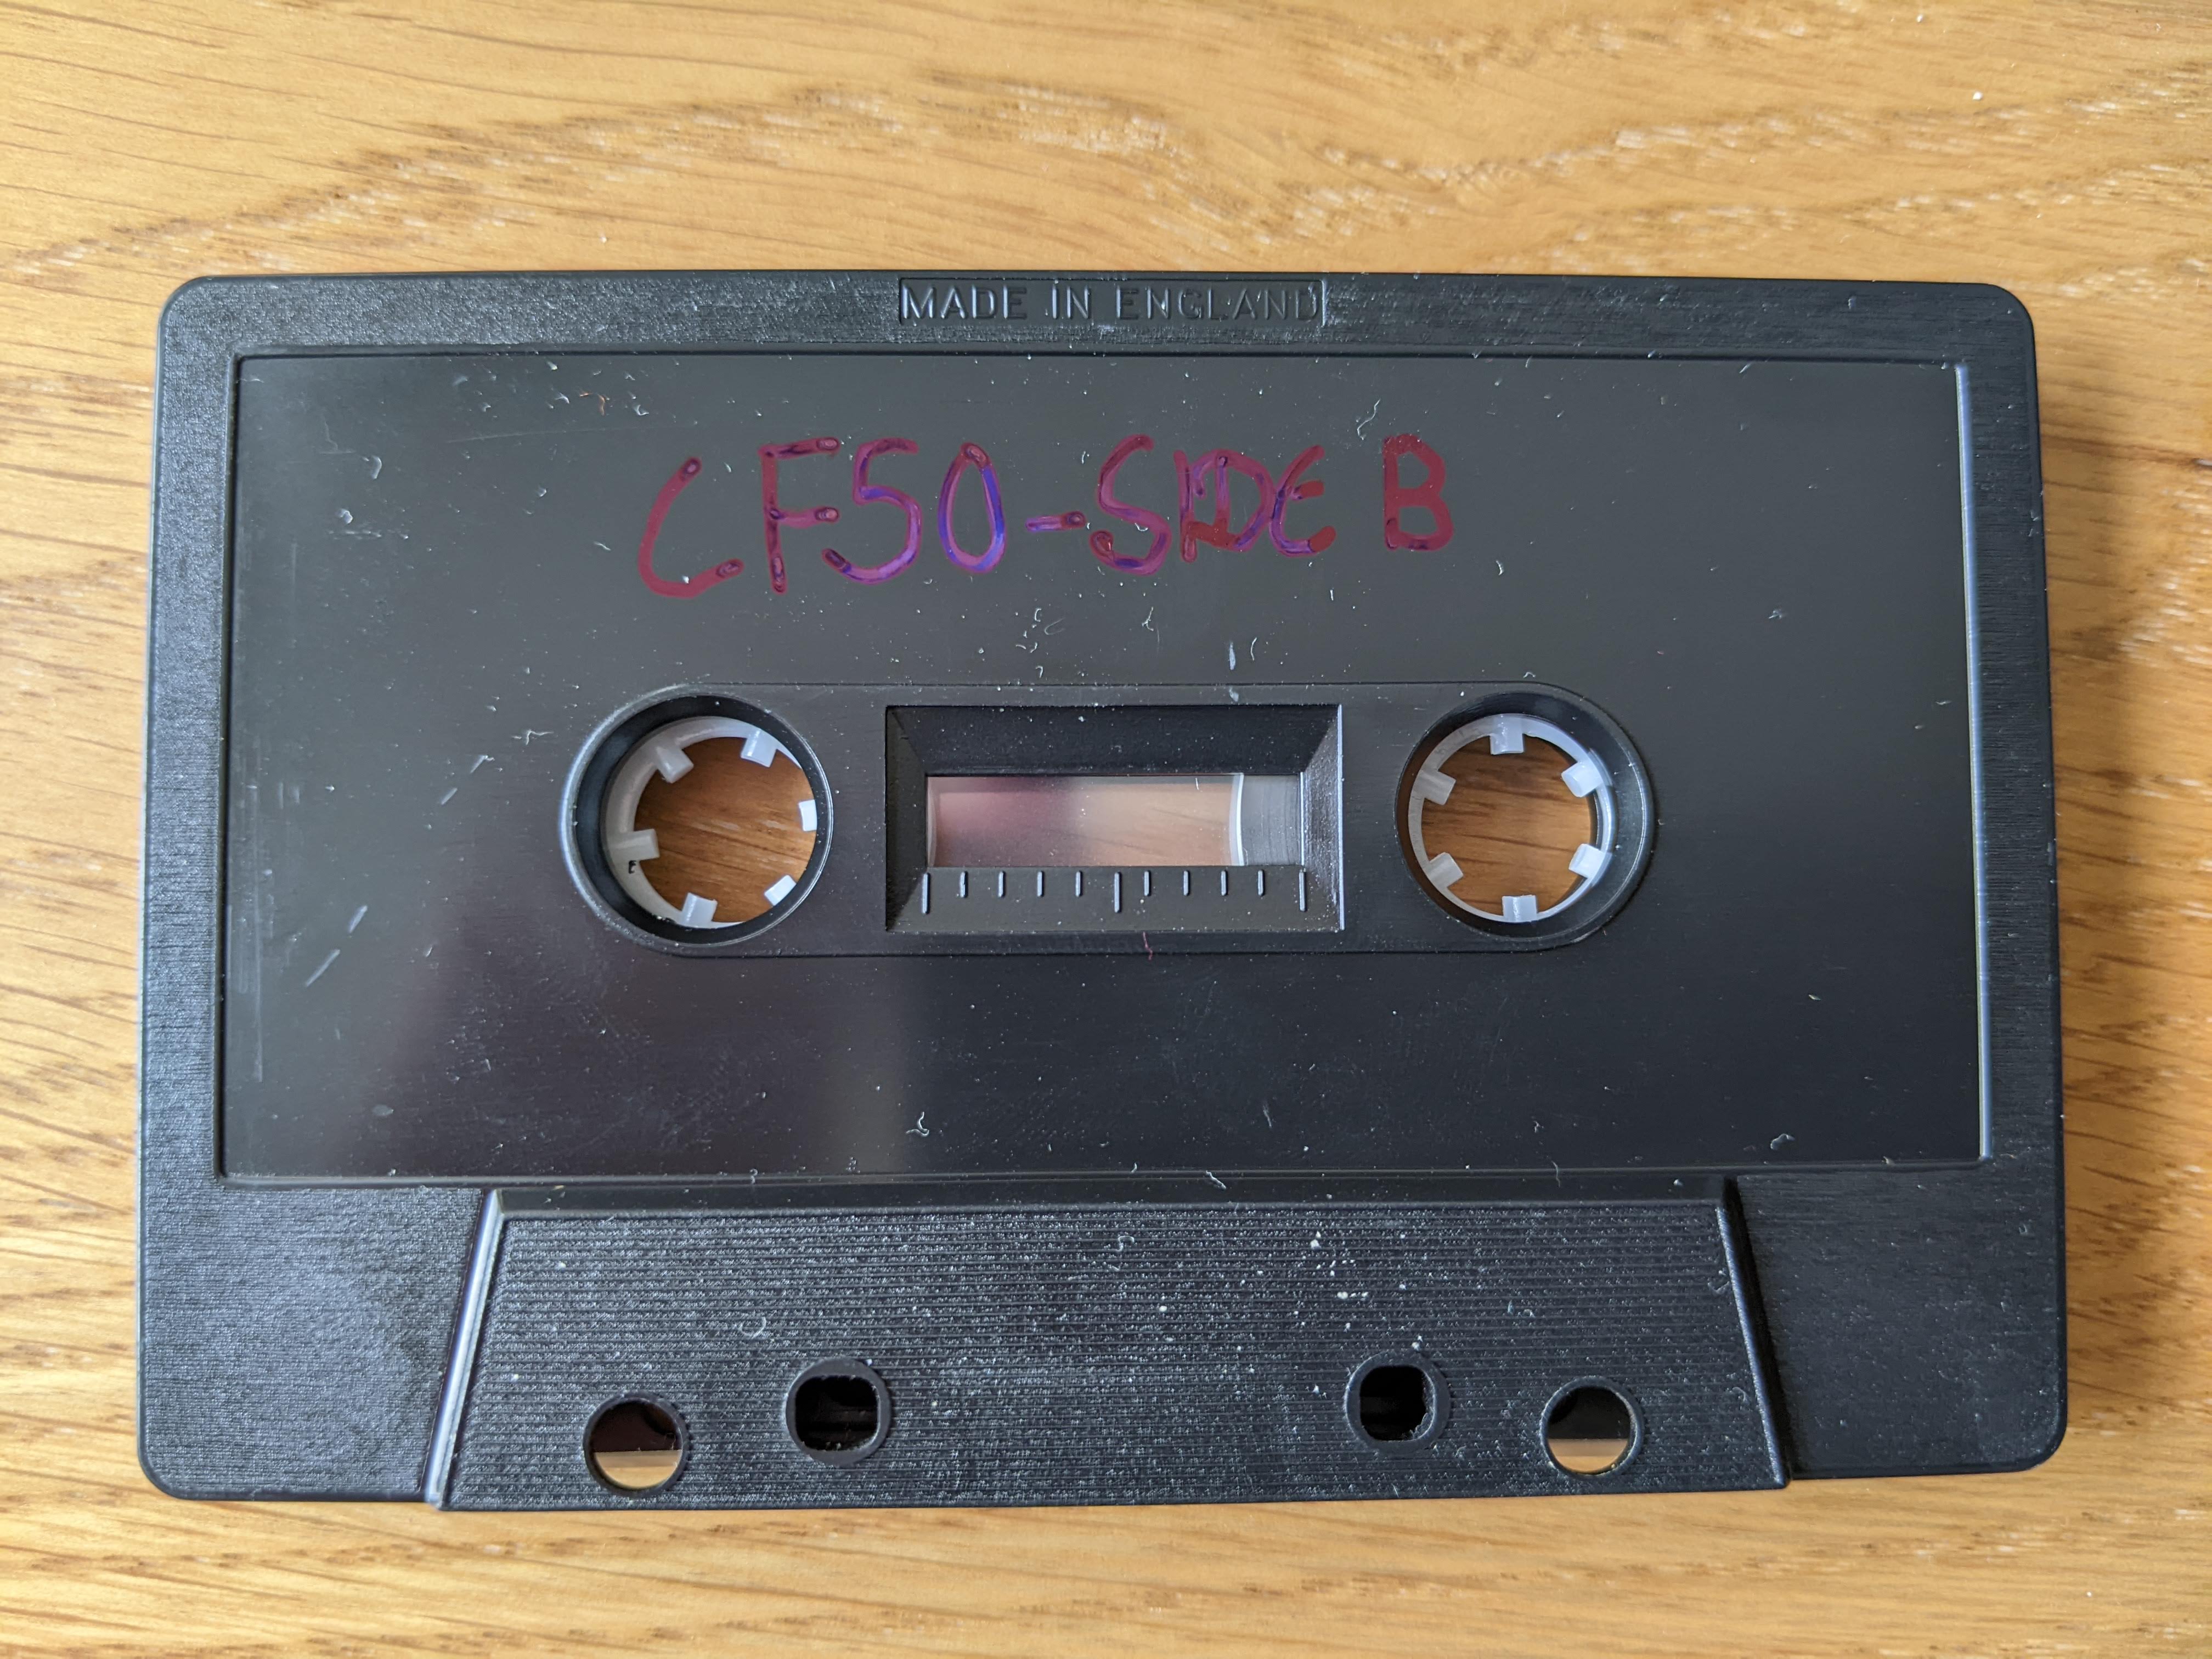 MADE IN ENGLAND
CF50-SIDE B